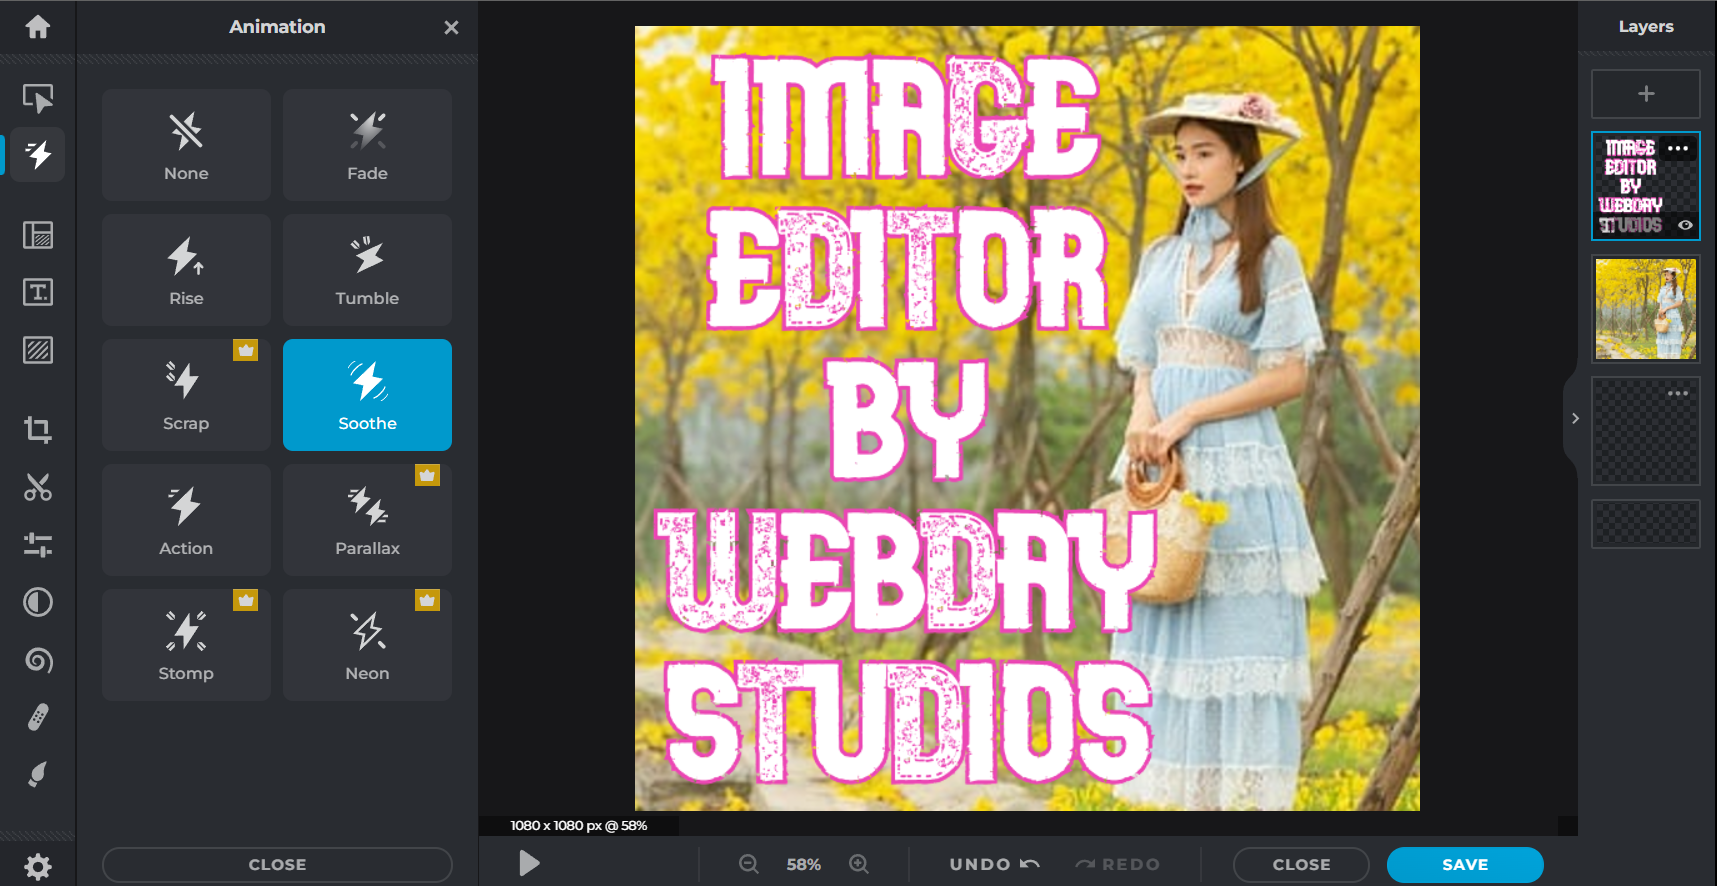 Animation
Layers
None
Fade
Rise
Tumble
Scrap
Soothe
Action
Parallax
Stomp
Neon
CLOSE
IMAGE
EDITOR
BY
WEBDAY
STUDIOS
1080 x 1080 px @ 58%
58%
UNDO
REDO
CLOSE
SAVE
IMAGE
EDITOR
BY
WEBDAY
STUDIOS